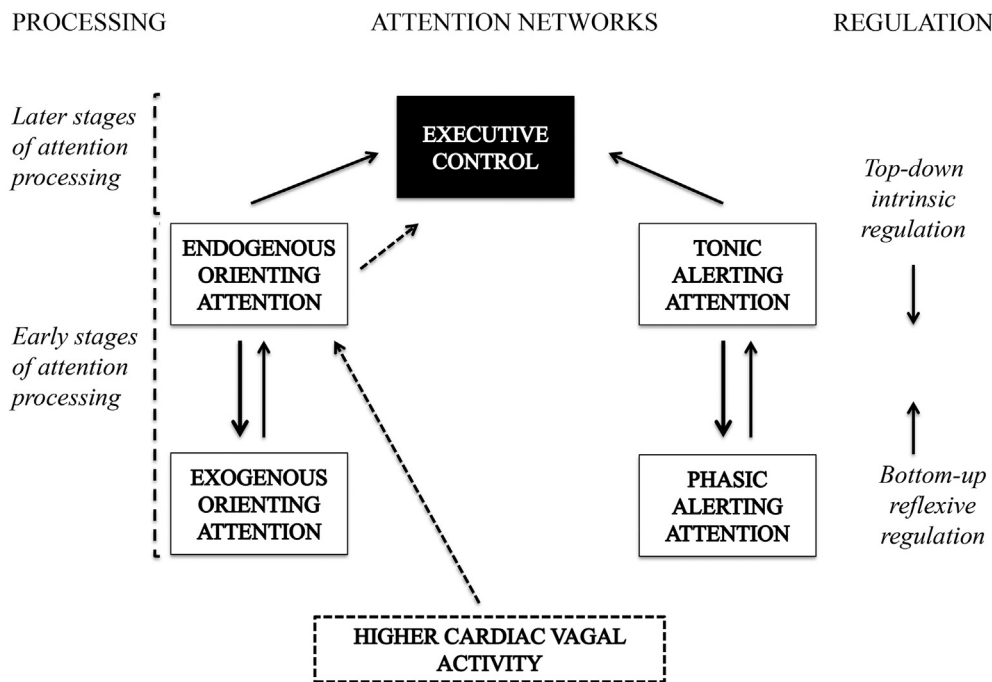 PROCESSING
ATTENTION NETWORKS
REGULATION
Later stages
of attention
processing
EXECUTIVE
CONTROL
Top-down
intrinsic
regulation
ENDOGENOUS
ORIENTING
ATTENTION
TONIC
ALERTING
ATTENTION
Early stages
of attention
processing
EXOGENOUS
ORIENTING
ATTENTION
PHASIC
ALERTING
ATTENTION
Bottom-up
reflexive
regulation
HIGHER CARDIAC VAGAL
ACTIVITY